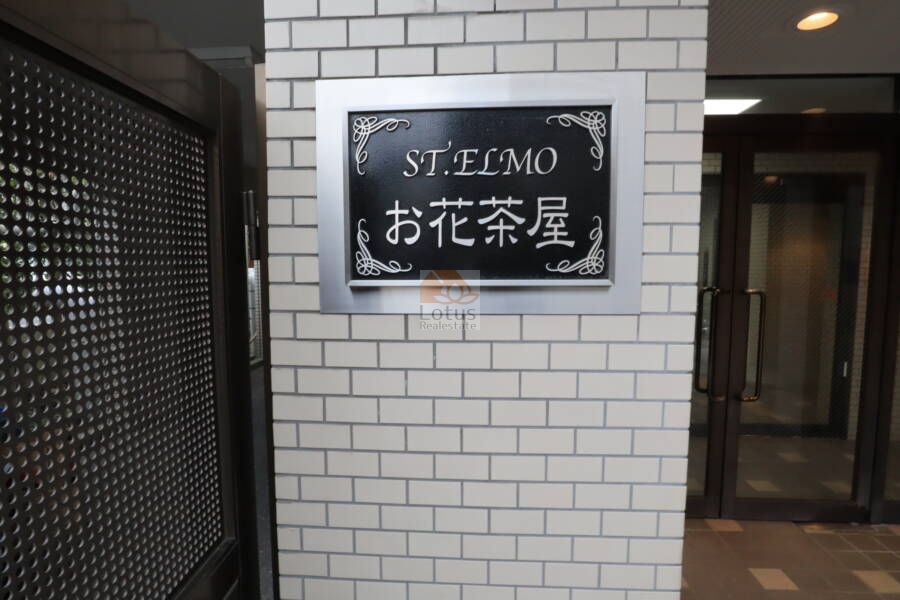 ST.ELMO
お花茶屋
Lotus
Realestate